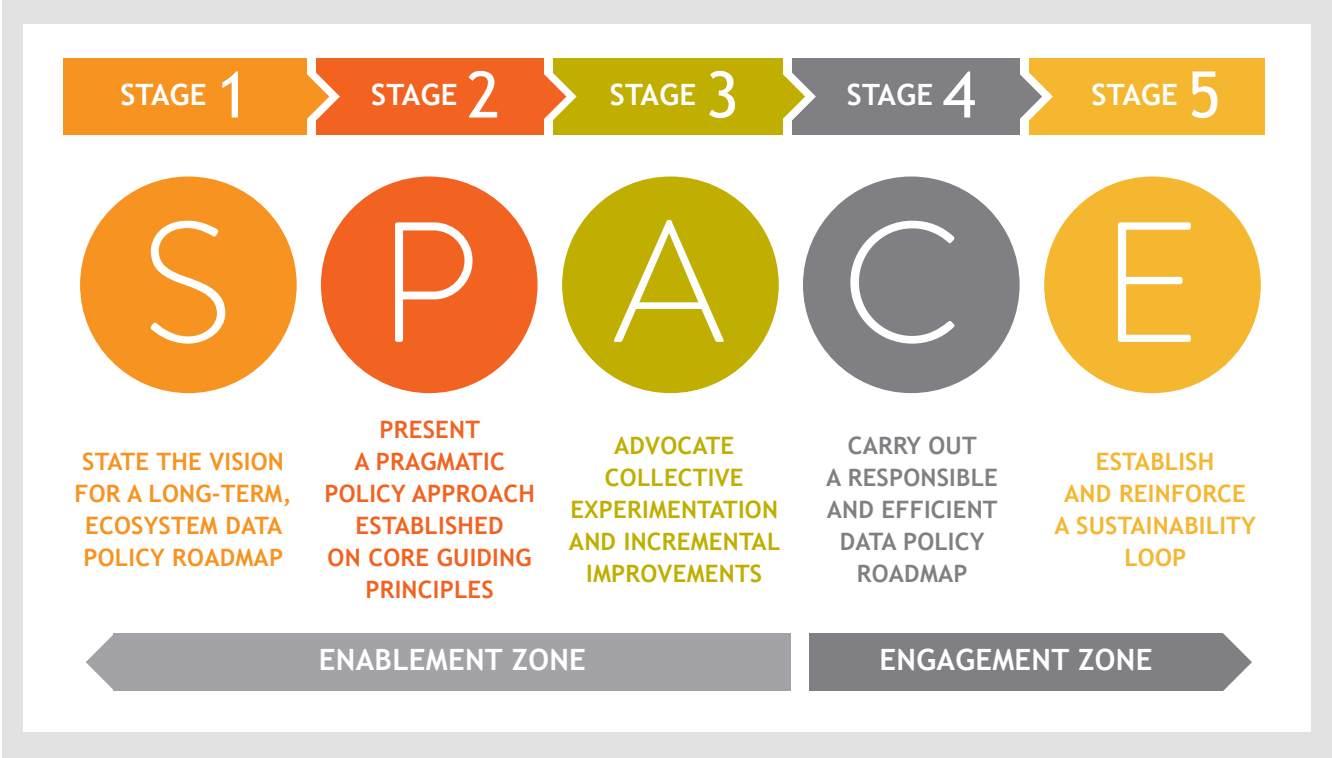 STAGE 1
STAGE 2
STAGE 3
STAGE 4
STAGE 5
S
P
A
C
E
STATE THE VISION
FOR A LONG-TERM,
ECOSYSTEM DATA
POLICY ROADMAP
PRESENT
A PRAGMATIC
POLICY APPROACH
ESTABLISHED
ON CORE GUIDING
PRINCIPLES
ADVOCATE
COLLECTIVE
EXPERIMENTATION
AND INCREMENTAL
IMPROVEMENTS
CARRY OUT
A RESPONSIBLE
AND EFFICIENT
DATA POLICY
ROADMAP
ESTABLISH
AND REINFORCE
A SUSTAINABILITY
LOOP
ENABLEMENT ZONE
ENGAGEMENT ZONE